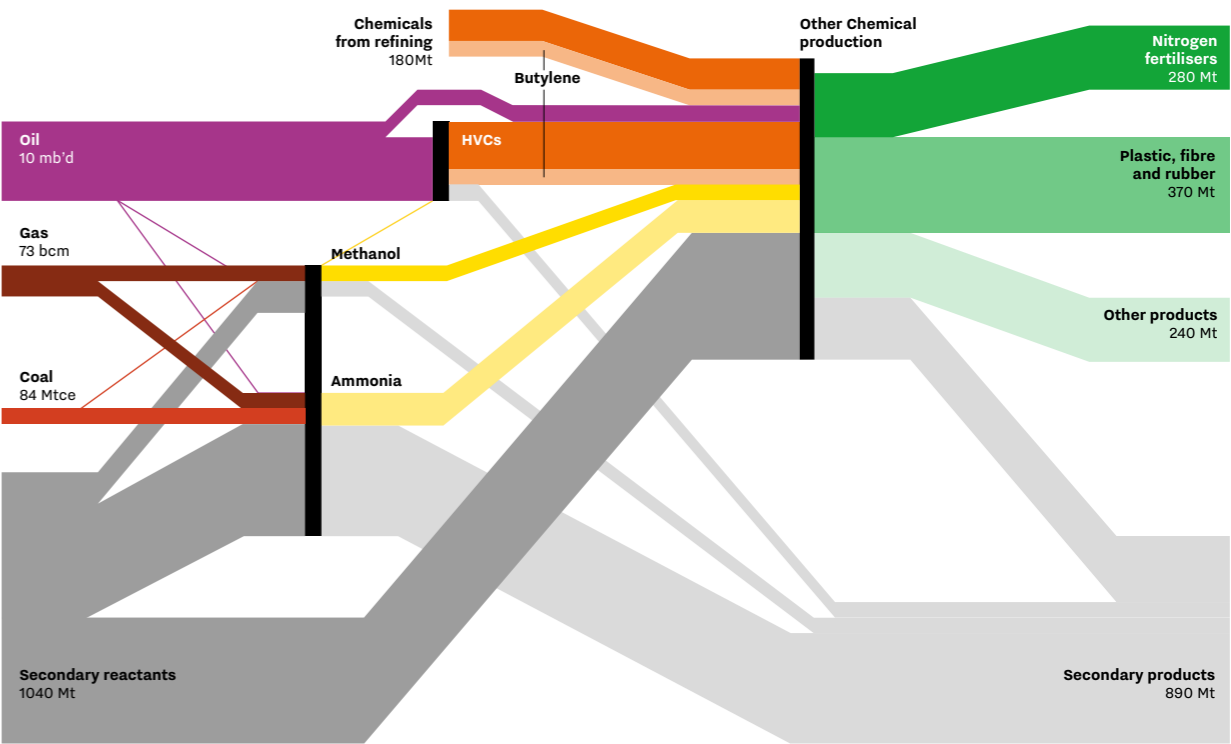 Chemicals
from refining
180Mt
Other Chemical
production
Nitrogen
fertilisers
280 Mt
Butylene
Oil
10 mb'd
HVCs
Plastic, fibre
and rubber
370 Mt
Gas
73 bcm
Methanol
Other products
240 Mt
Coal
84 Mtce
Ammonia
Secondary reactants
1040 Mt
Secondary products
890 Mt